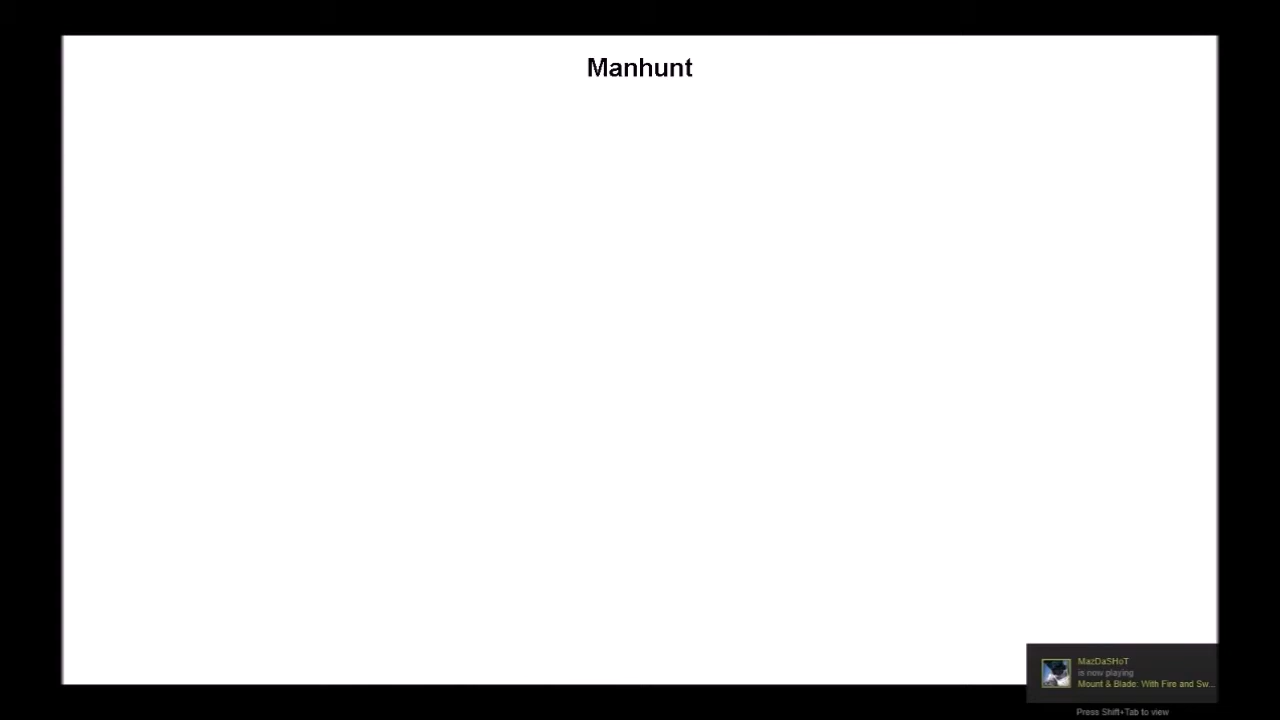 Manhunt
MazDaSHoT
is now playing
Mount & Blade: With Fire and Sw...
Press Shift+Tab to view